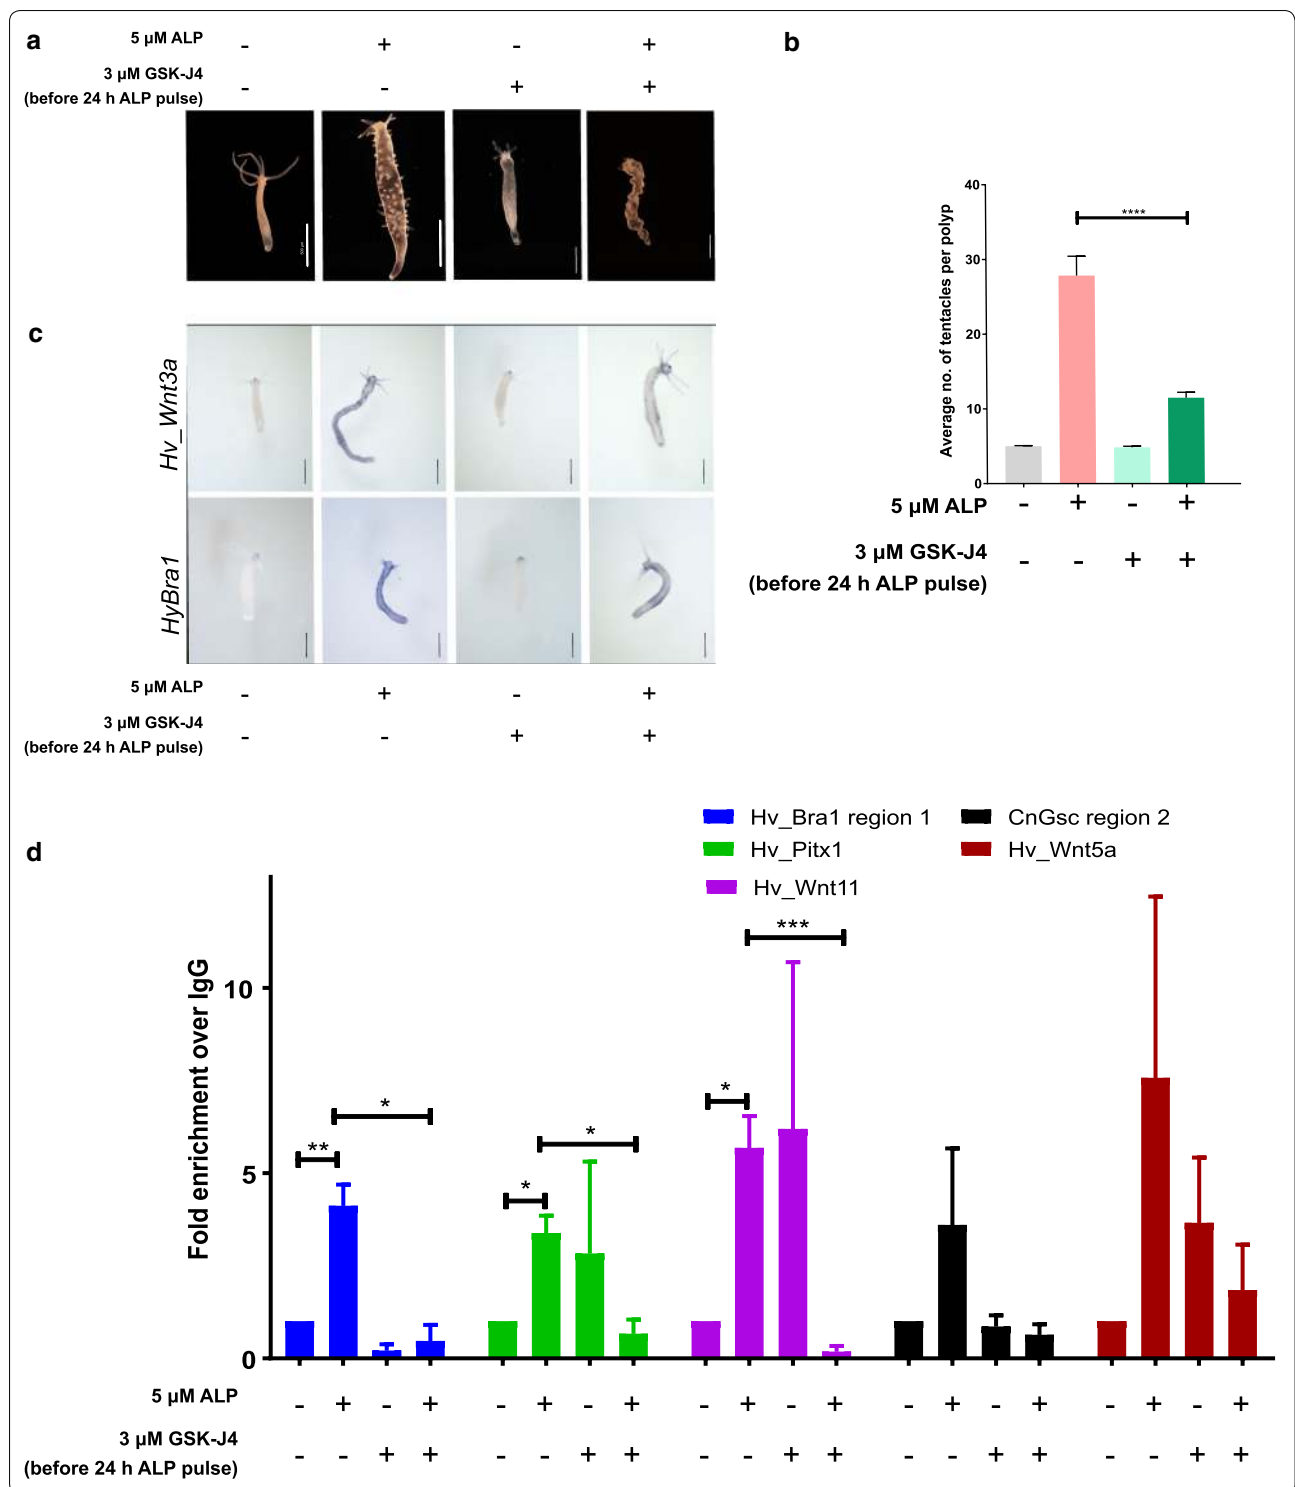 a
5 µM ALP - + - +
3 µM GSK-J4
(before 24 h ALP pulse) - - + +
b
40
30
20
10
0
Average no. of tentacles per polyp
****
5 µM ALP - + - +
3 µM GSK-J4
(before 24 h ALP pulse) - - + +
c
Hv_Wnt3a
HyBra1
5 µM ALP - + - +
3 µM GSK-J4
(before 24 h ALP pulse) - - + +
d
Hv_Bra1 region 1
CnGsc region 2
Hv_Pitx1
Hv_Wnt5a
Hv_Wnt11
Fold enrichment over IgG
10
5
0
**
*
*
*
*
***
5 µM ALP - + - + - + - + - + - + - + - + - + - +
3 µM GSK-J4
(before 24 h ALP pulse) - - + + - - + + - - + + - - + + - - + +